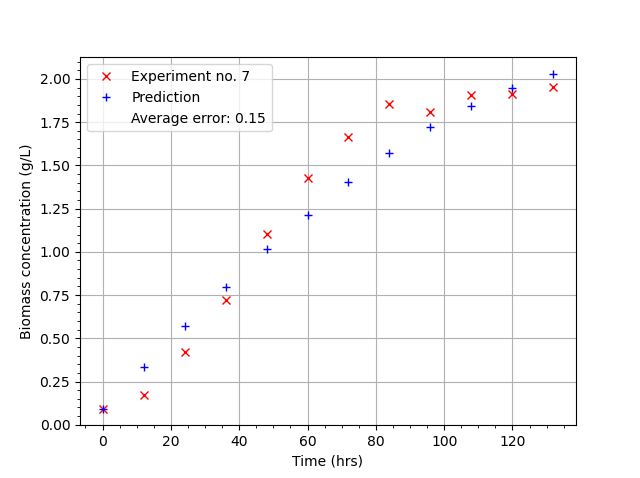 Experiment no. 7
Prediction
Average error: 0.15
2.00
1.75
1.50
1.25
1.00
0.75
0.50
0.25
0.00
Biomass concentration (g/L)
0 20 40 60 80 100 120
Time (hrs)